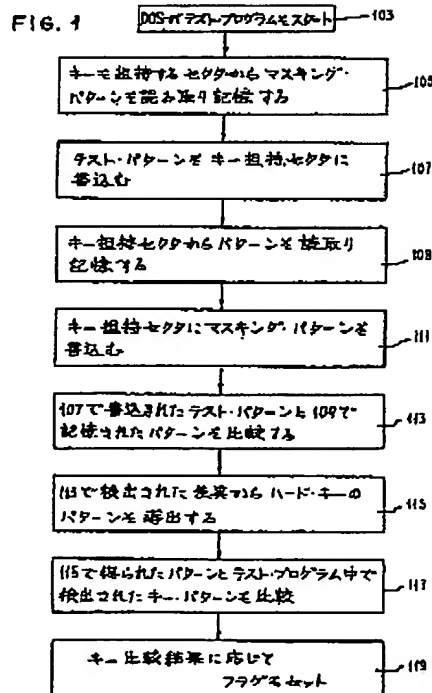 FIG. 1
DOSがテストプログラムをスタート
103
キーを担持するセクタからマスキング・
パターンを読み取り記憶する
105
テスト・パターンをキー担持セクタに
書込む
107
キー担持セクタからパターンを読取り
記憶する
109
キー担持セクタにマスキング・パターンを
書込む
111
107で書込まれたテスト・パターンと109で
記憶されたパターンを比較する
113
113で検出された差異からハード・キーの
パターンを導出する
115
115で得られたパターンとテスト・プログラム中で
検出されたキー・パターンを比較
117
キー比較結果に応じて
フラグをセット
119